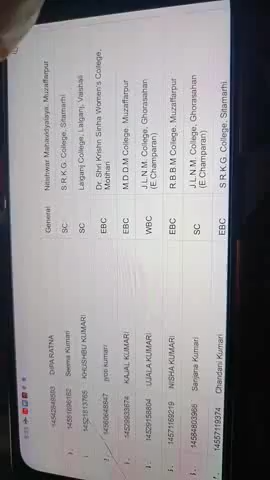 DIPA RATNA General Nitishwar Mahavidyalaya, Muzaffarpur
Seema Kumari SC S.R.K.G. College, Sitamarhi
KHUSHBU KUMARI SC Lalganj College, Lalganj, Vaishali
jyoti kumari EBC Dr. Shri Krishn Sinha Women's College,
Motihari
KAJAL KUMARI EBC M.D.D.M College, Muzaffarpur
UJALA KUMARI WBC J.L.N.M. College, Ghorasahan
(E.Champaran)
14571169219 NISHA KUMARI EBC R.B.B.M College, Muzaffarpur
14564803965 Sanjana Kumari SC J.L.N.M. College, Ghorasahan
(E.Champaran)
14557119374 Chandani Kumari EBC S.R.K.G. College, Sitamarhi